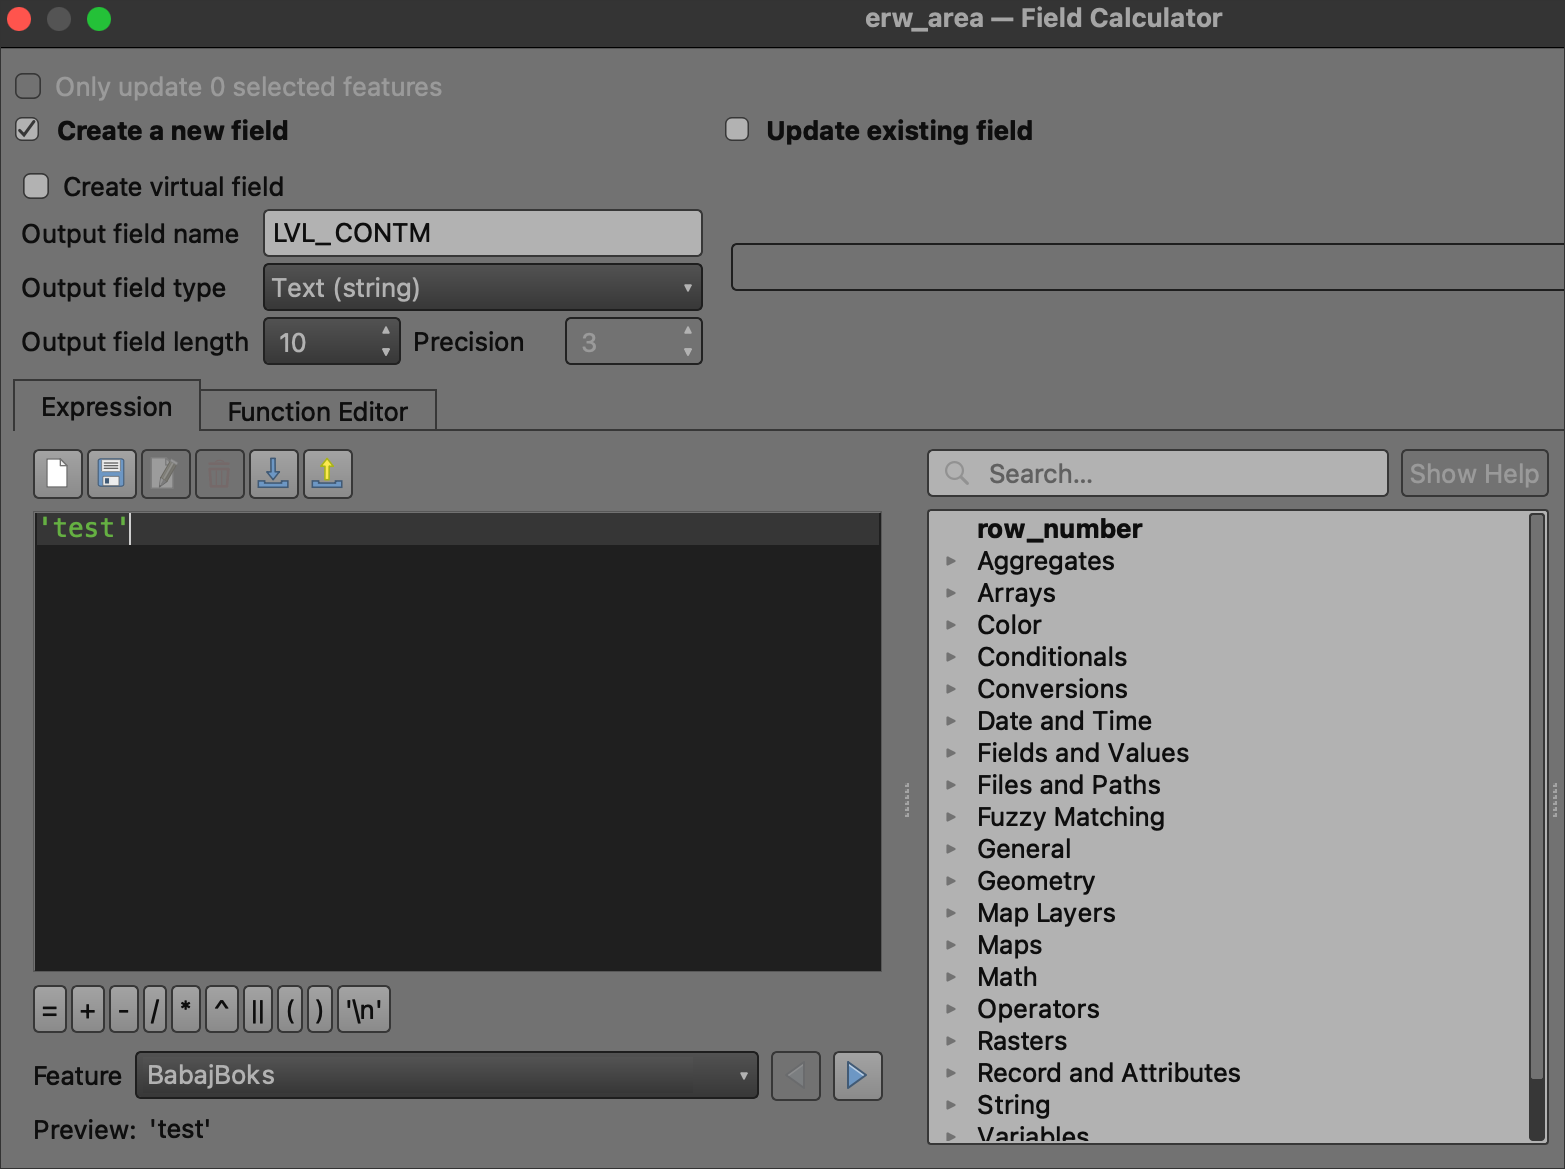 erw_area — Field Calculator
Only update 0 selected features
Create a new field
Update existing field
Create virtual field
Output field name LVL_CONTM
Output field type Text (string)
Output field length 10 Precision 3
Expression
Function Editor
Search...
Show Help
'test'
row_number
Aggregates
Arrays
Color
Conditionals
Conversions
Date and Time
Fields and Values
Files and Paths
Fuzzy Matching
General
Geometry
Map Layers
Maps
Math
Operators
Rasters
Record and Attributes
String
Variables
= + - / * ^ || ( ) '\n'
Feature BabajBoks
Preview: 'test'